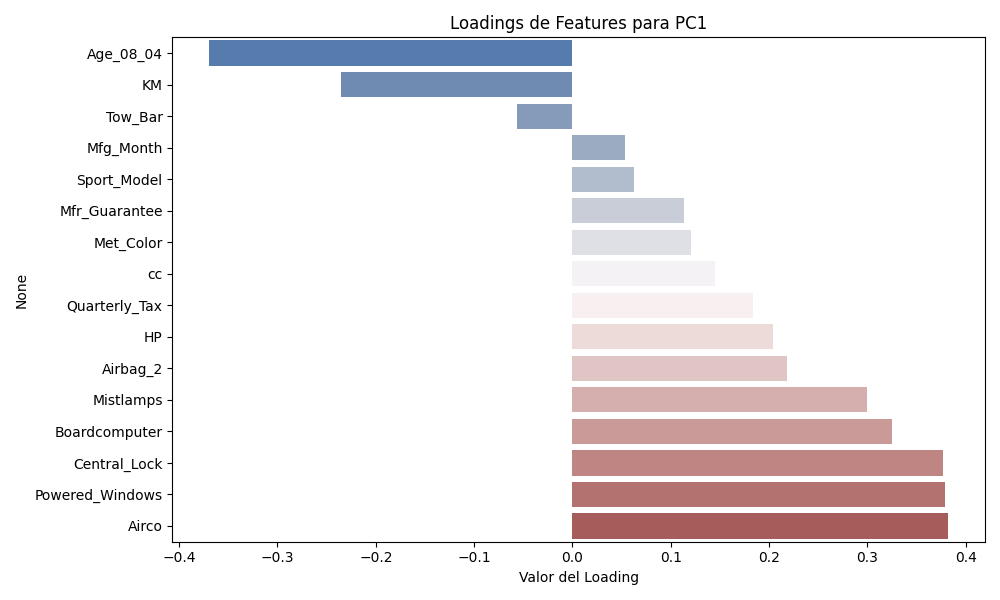 Loadings de Features para PC1
Age_08_04
KM
Tow_Bar
Mfg_Month
Sport_Model
Mfr_Guarantee
Met_Color
cc
Quarterly_Tax
HP
Airbag_2
Mistlamps
Boardcomputer
Central_Lock
Powered_Windows
Airco
None
−0.4 −0.3 −0.2 −0.1 0.0 0.1 0.2 0.3 0.4
Valor del Loading